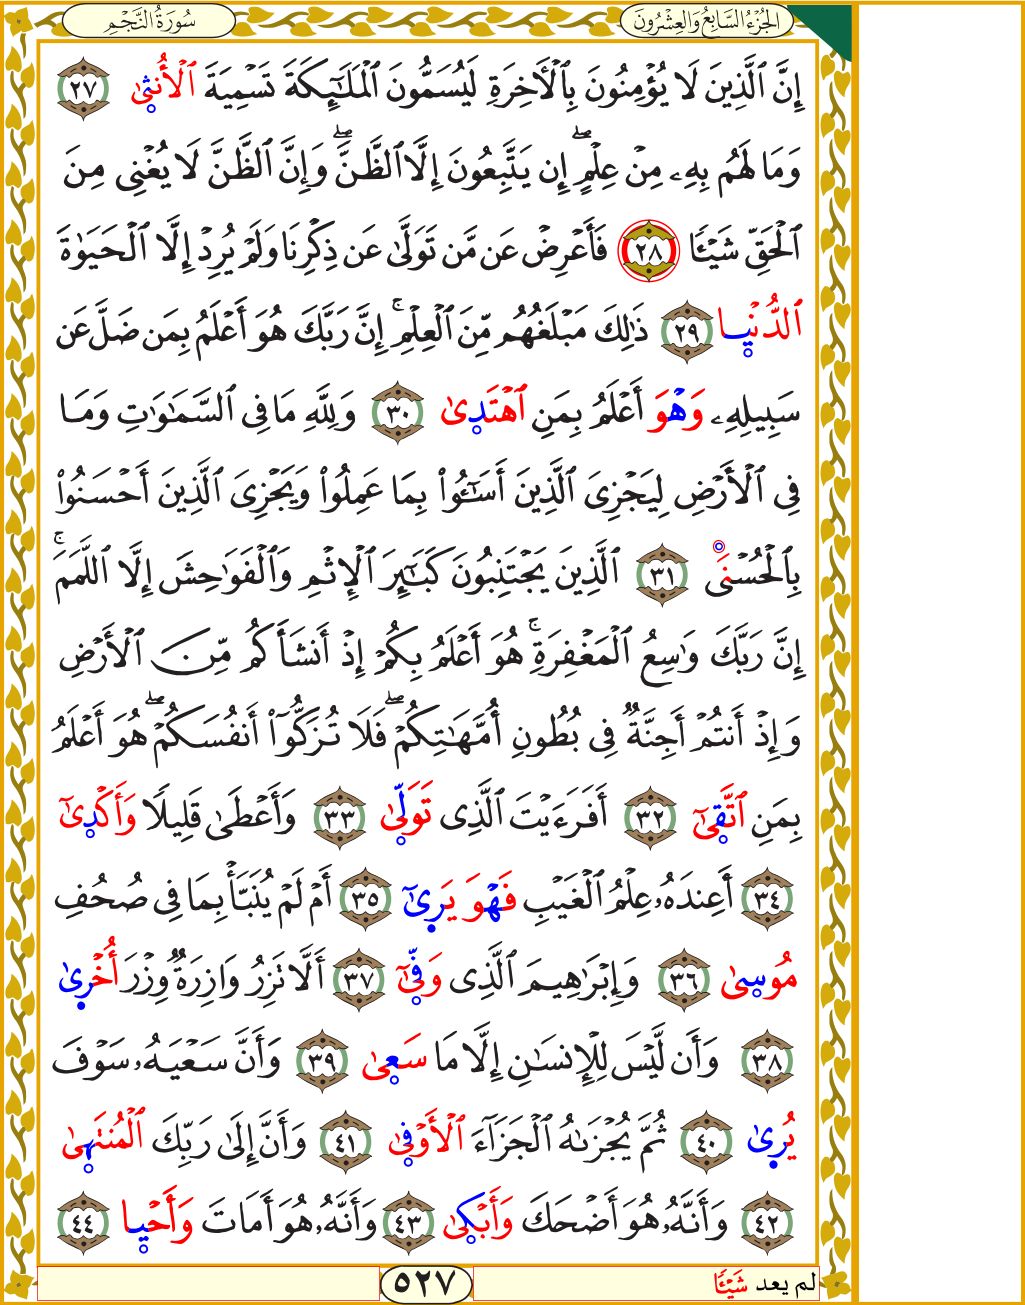 سُورَةُ النَّجْمِ
الجُزْءُ السَّابِعُ وَالعِشْرُونَ
إِنَّ ٱلَّذِينَ لَا يُؤْمِنُونَ بِٱلْأَخِرَةِ لَيُسَمُّونَ ٱلْمَلَٰٓئِكَةَ تَسْمِيَةَ ٱلْأُنثٜىٰ ٢٧
وَمَا لَهُم بِهِۦ مِنْ عِلْمٍۖ إِن يَتَّبِعُونَ إِلَّا ٱلظَّنَّۖ وَإِنَّ ٱلظَّنَّ لَا يُغْنِى مِنَ
ٱلْحَقِّ شَيْـًٔا ٢٨ فَأَعْرِضْ عَن مَّن تَوَلَّىٰ عَن ذِكْرِنَا وَلَمْ يُرِدْ إِلَّا ٱلْحَيَوٰةَ
ٱلدُّنْيٜا ٢٩ ذَٰلِكَ مَبْلَغُهُم مِّنَ ٱلْعِلْمِۚ إِنَّ رَبَّكَ هُوَ أَعْلَمُ بِمَن ضَلَّ عَن
سَبِيلِهِۦ وَهْوَ أَعْلَمُ بِمَنِ ٱهْتَدٜىٰ ٣٠ وَلِلَّهِ مَا فِى ٱلسَّمَٰوَٰتِ وَمَا
فِى ٱلْأَرْضِ لِيَجْزِىَ ٱلَّذِينَ أَسَٰٓـُٔوا۟ بِمَا عَمِلُوا۟ وَيَجْزِىَ ٱلَّذِينَ أَحْسَنُوا۟
بِٱلْحُسْنَى ٣١ ٱلَّذِينَ يَجْتَنِبُونَ كَبَٰٓئِرَ ٱلْإِثْمِ وَٱلْفَوَٰحِشَ إِلَّا ٱللَّمَمَۚ
إِنَّ رَبَّكَ وَٰسِعُ ٱلْمَغْفِرَةِۚ هُوَ أَعْلَمُ بِكُمْ إِذْ أَنشَأَكُم مِّنَ ٱلْأَرْضِ
وَإِذْ أَنتُمْ أَجِنَّةٌ فِى بُطُونِ أُمَّهَٰتِكُمْۖ فَلَا تُزَكُّوٓا۟ أَنفُسَكُمْۖ هُوَ أَعْلَمُ
بِمَنِ ٱتَّقٜىٰٓ ٣٢ أَفَرَءَيْتَ ٱلَّذِى تَوَلّٜىٰ ٣٣ وَأَعْطَىٰ قَلِيلًا وَأَكْدٜىٰٓ
٣٤ أَعِندَهُۥ عِلْمُ ٱلْغَيْبِ فَهْوَ يَرٜىٰٓ ٣٥ أَمْ لَمْ يُنَبَّأْ بِمَا فِى صُحُفِ
مُوسٜىٰ ٣٦ وَإِبْرَٰهِيمَ ٱلَّذِى وَفّٜىٰٓ ٣٧ أَلَّا تَزِرُ وَازِرَةٌ وِزْرَ أُخْرٜىٰ
٣٨ وَأَن لَّيْسَ لِلْإِنسَٰنِ إِلَّا مَا سَعٜىٰ ٣٩ وَأَنَّ سَعْيَهُۥ سَوْفَ
يُرٜىٰ ٤٠ ثُمَّ يُجْزَىٰهُ ٱلْجَزَآءَ ٱلْأَوْفٜىٰ ٤١ وَأَنَّ إِلَىٰ رَبِّكَ ٱلْمُنتَهٜىٰ
٤٢ وَأَنَّهُۥ هُوَ أَضْحَكَ وَأَبْكٜىٰ ٤٣ وَأَنَّهُۥ هُوَ أَمَاتَ وَأَحْيٜا ٤٤
لم يعد شَيْـًٔا
٥٢٧